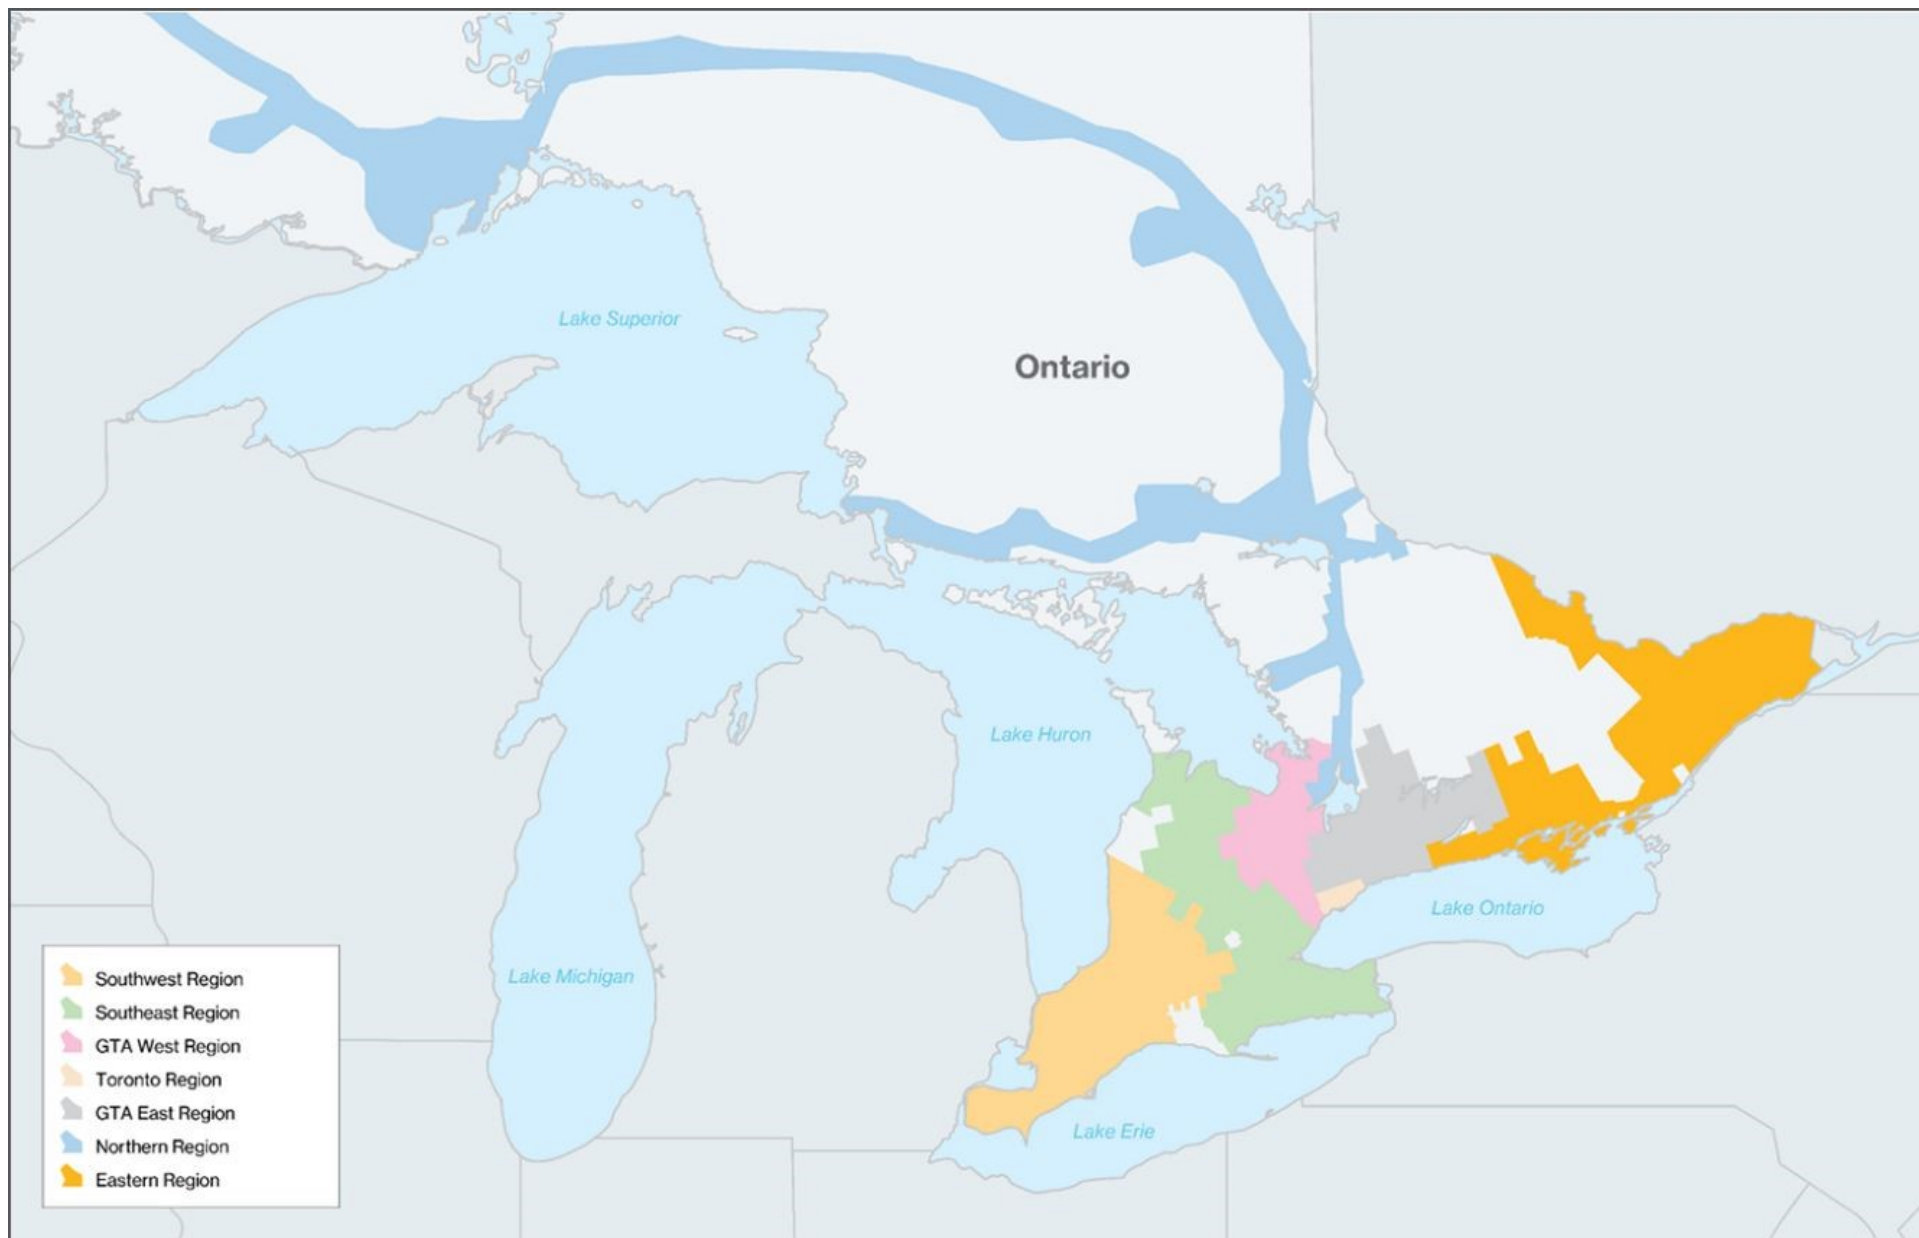 Lake Superior
Ontario
Lake Huron
Lake Ontario
Lake Michigan
Lake Erie
Southwest Region
Southeast Region
GTA West Region
Toronto Region
GTA East Region
Northern Region
Eastern Region